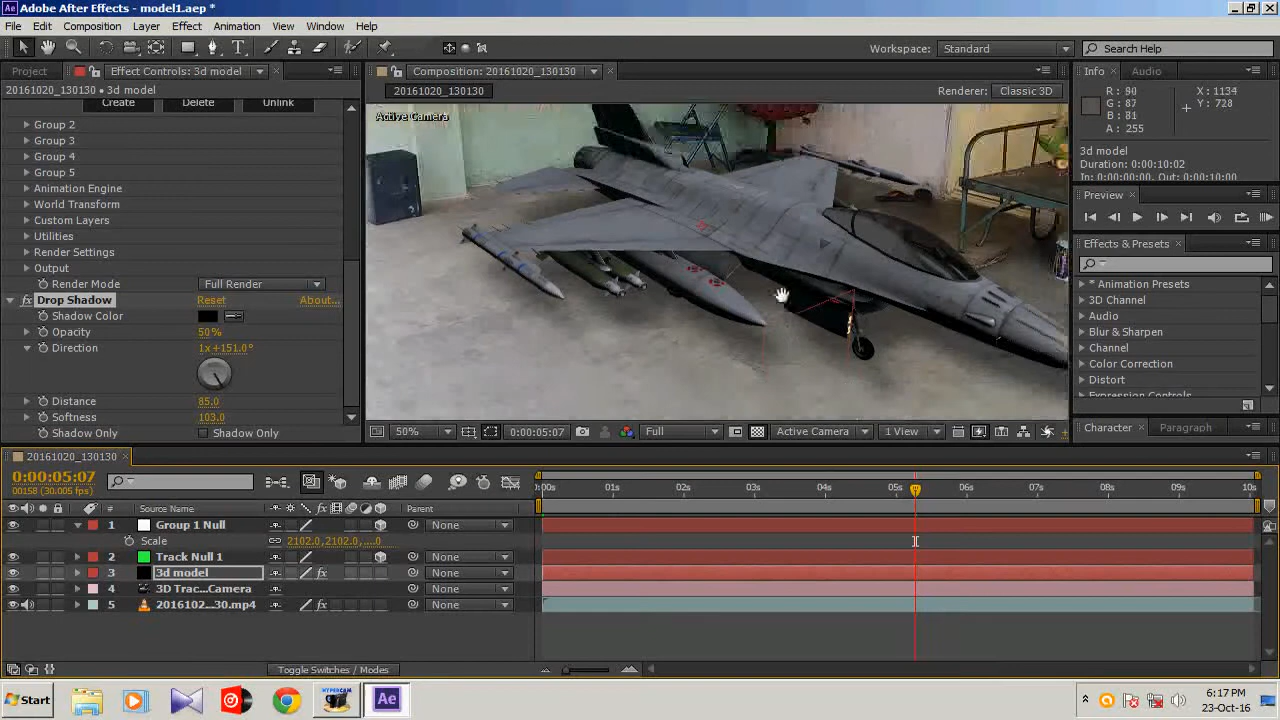 Adobe After Effects - model1.aep *
File Edit Composition Layer Effect Animation View Window Help
Workspace: Standard Search Help
Project Effect Controls: 3d model
20161020_130130 • 3d model
Create Delete Unlink
Group 2
Group 3
Group 4
Group 5
Animation Engine
World Transform
Custom Layers
Utilities
Render Settings
Output
Render Mode Full Render
Drop Shadow Reset About...
Shadow Color
Opacity 50%
Direction 1x+151.0°
Distance 85.0
Softness 103.0
Shadow Only Shadow Only
Composition: 20161020_130130
20161020_130130 Renderer: Classic 3D
Active Camera
50% 0:00:05:07 Full Active Camera 1 View
Info Audio
R: 90 X: 1134
G: 87 Y: 728
B: 81
A: 255
3d model
Duration: 0:00:10:02
In: 0:00:00:00, Out: 0:00:10:00
Preview
Effects & Presets
* Animation Presets
3D Channel
Audio
Blur & Sharpen
Channel
Color Correction
Distort
Expression Controls
Character Paragraph
20161020_130130
0:00:05:07
00158 (30.005 fps)
:00s 01s 02s 03s 04s 05s 06s 07s 08s 09s 10s
# Source Name Parent
1 Group 1 Null None
Scale 2102.0,2102.0,....0
2 Track Null 1 None
3 3d model None
4 3D Trac...Camera None
5 2016102...30.mp4 None
Toggle Switches / Modes
Start HYPERCAM Ae 6:17 PM
23-Oct-16